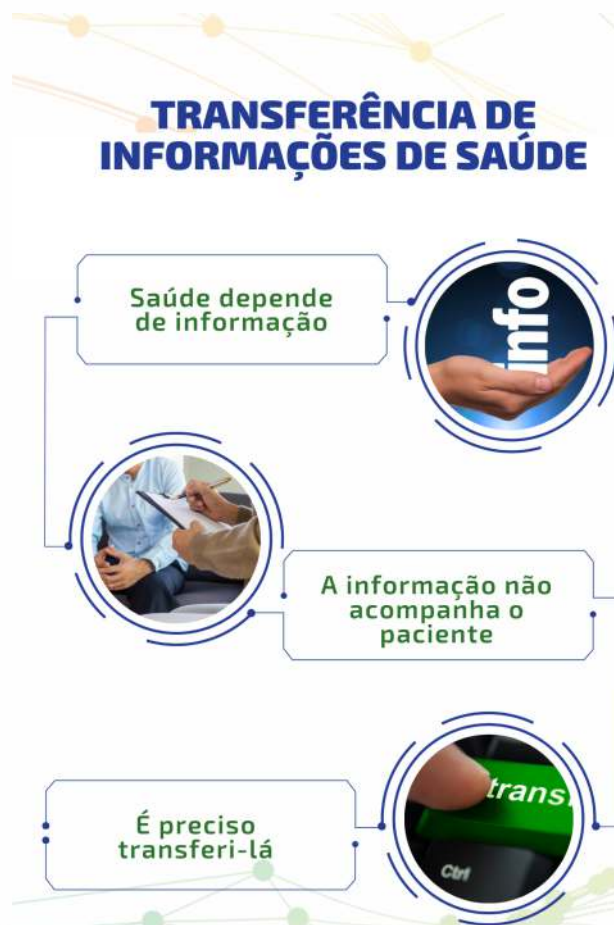 TRANSFERÊNCIA DE
INFORMAÇÕES DE SAÚDE
Saúde depende
de informação
info
A informação não
acompanha o
paciente
É preciso
transferi-lá
trans
Ctrl